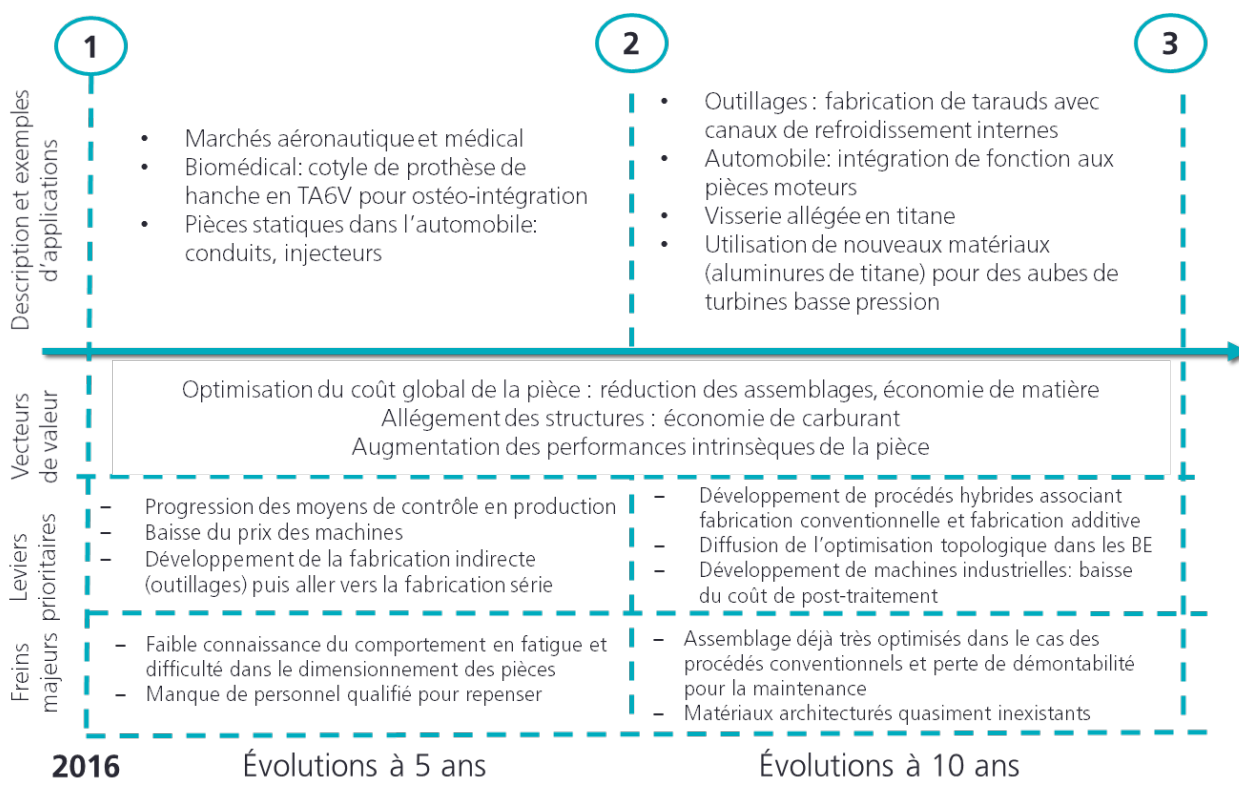 1
2
3
Description et exemples
d'applications
• Marchés aéronautique et médical
• Biomédical: cotyle de prothèse de
hanche en TA6V pour ostéo-intégration
• Pièces statiques dans l'automobile:
conduits, injecteurs
• Outillages : fabrication de tarauds avec
canaux de refroidissement internes
• Automobile: intégration de fonction aux
pièces moteurs
• Visserie allégée en titane
• Utilisation de nouveaux matériaux
(aluminures de titane) pour des aubes de
turbines basse pression
Vecteurs
de valeur
Optimisation du coût global de la pièce : réduction des assemblages, économie de matière
Allégement des structures : économie de carburant
Augmentation des performances intrinsèques de la pièce
Leviers
prioritaires
– Progression des moyens de contrôle en production
– Baisse du prix des machines
– Développement de la fabrication indirecte
(outillages) puis aller vers la fabrication série
– Développement de procédés hybrides associant
fabrication conventionnelle et fabrication additive
– Diffusion de l'optimisation topologique dans les BE
– Développement de machines industrielles: baisse
du coût de post-traitement
Freins
majeurs
– Faible connaissance du comportement en fatigue et
difficulté dans le dimensionnement des pièces
– Manque de personnel qualifié pour repenser
– Assemblage déjà très optimisés dans le cas des
procédés conventionnels et perte de démontabilité
pour la maintenance
– Matériaux architecturés quasiment inexistants
2016
Évolutions à 5 ans
Évolutions à 10 ans